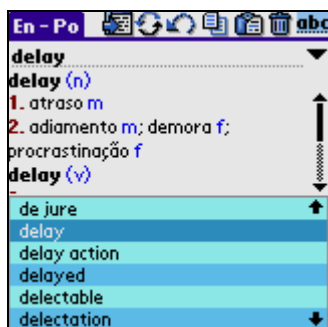 En - Po abc
delay
delay (n)
1. atraso m
2. adiamento m; demora f;
procrastinação f
delay (v)
de jure
delay
delay action
delayed
delectable
delectation